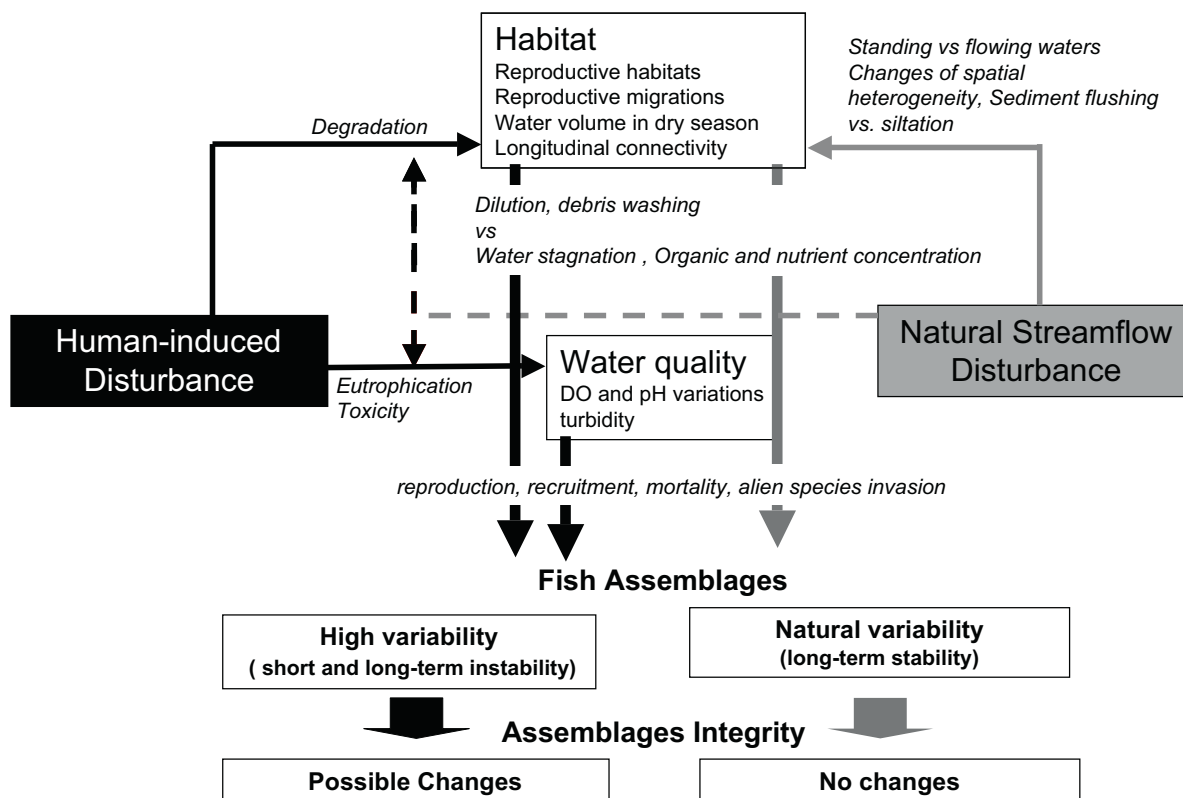 Habitat
Reproductive habitats
Reproductive migrations
Water volume in dry season
Longitudinal connectivity
Standing vs flowing waters
Changes of spatial
heterogeneity, Sediment flushing
vs. siltation
Degradation
Dilution, debris washing
vs
Water stagnation , Organic and nutrient concentration
Human-induced
Disturbance
Natural Streamflow
Disturbance
Eutrophication
Toxicity
Water quality
DO and pH variations
turbidity
reproduction, recruitment, mortality, alien species invasion
Fish Assemblages
High variability
( short and long-term instability)
Natural variability
(long-term stability)
Assemblages Integrity
Possible Changes
No changes